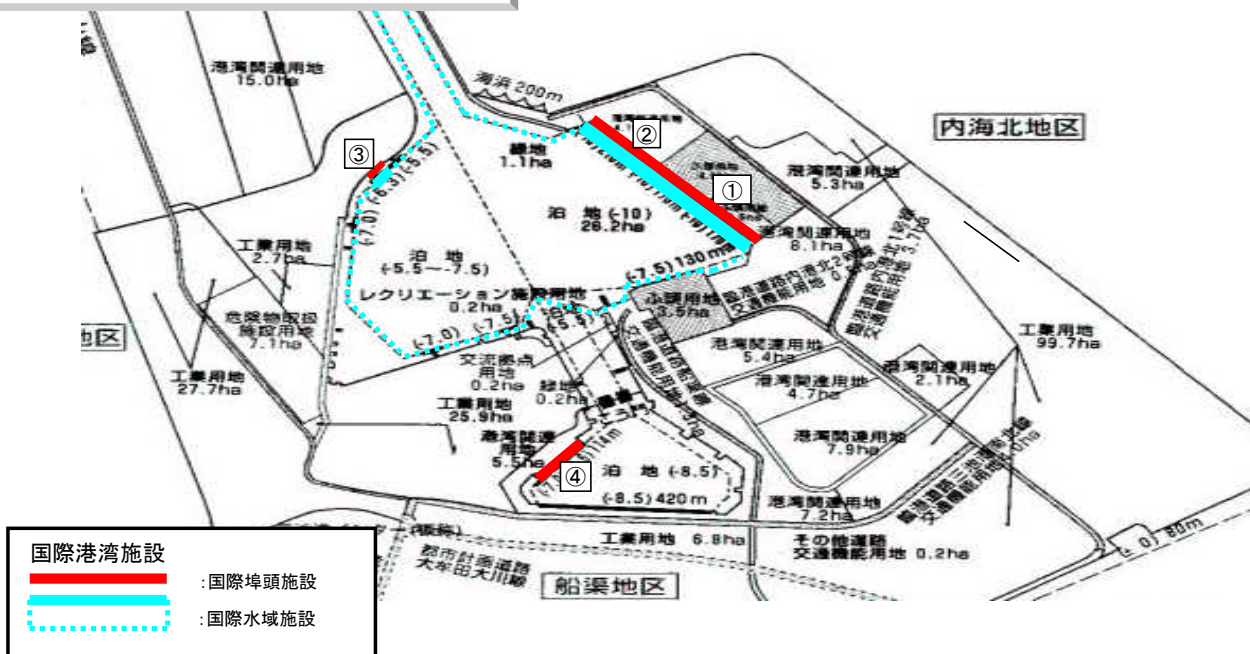 港湾関連用地
15.0ha
海浜 200m
内海北地区
②
③
緑地
1.1ha
(-7.0)(-6.3)(-5.5)
①
港湾関連用地
5.3ha
泊 地 (-10)
26.2ha
港湾関連用地
8.1ha
工業用地
2.7ha
泊 地
(-5.5~-7.5)
(-7.5)130m
ふ頭用地
3.5ha
レクリエーション施設用地
0.2ha
危険物取扱
施設用地
7.1ha
地区
(-7.0) (-7.5)
工業用地
99.7ha
港湾関連用地
5.4ha
港湾関連用地
2.1ha
交流拠点
用地
0.2ha
緑地
0.2ha
工業用地
27.7ha
港湾関連用地
4.7ha
工業用地
25.9ha
港湾関連用地
7.9ha
港湾関連
用地
5.5ha
④
泊 地 (-8.5)
(-8.5)420m
港湾関連用地
7.2ha
工業用地 6.8ha
その他道路
交通機能用地 0.2ha
80m
都市計画道路
大牟田大川線
船渠地区
国際港湾施設
:国際埠頭施設
:国際水域施設